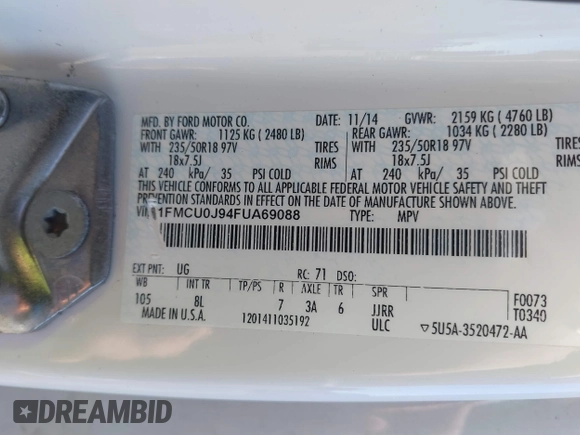 MFD. BY FORD MOTOR CO. 11/14 GVWR: 2159 KG ( 4760 LB)
FRONT GAWR: 1125 KG ( 2480 LB) REAR GAWR: 1034 KG ( 2280 LB)
WITH 235/50R18 97V TIRES WITH 235/50R18 97V TIRES
18x7.5J RIMS 18x7.5J RIMS
AT 240 kPa/ 35 PSI COLD AT 240 kPa/ 35 PSI COLD
THIS VEHICLE CONFORMS TO ALL APPLICABLE FEDERAL MOTOR VEHICLE SAFETY AND THEFT
PREVENTION STANDARDS IN EFFECT ON THE DATE OF MANUFACTURE SHOWN ABOVE.
1FMCU0J94FUA69088 TYPE: MPV
EXT PNT: UG RC: 71 DSO:
WB INT TR TP/PS R AXLE TR SPR F0073
105 8L 7 3A 6 JJRR T0340
MADE IN U.S.A. 1201411035192 ULC 5U5A-3520472-AA
DREAMBID